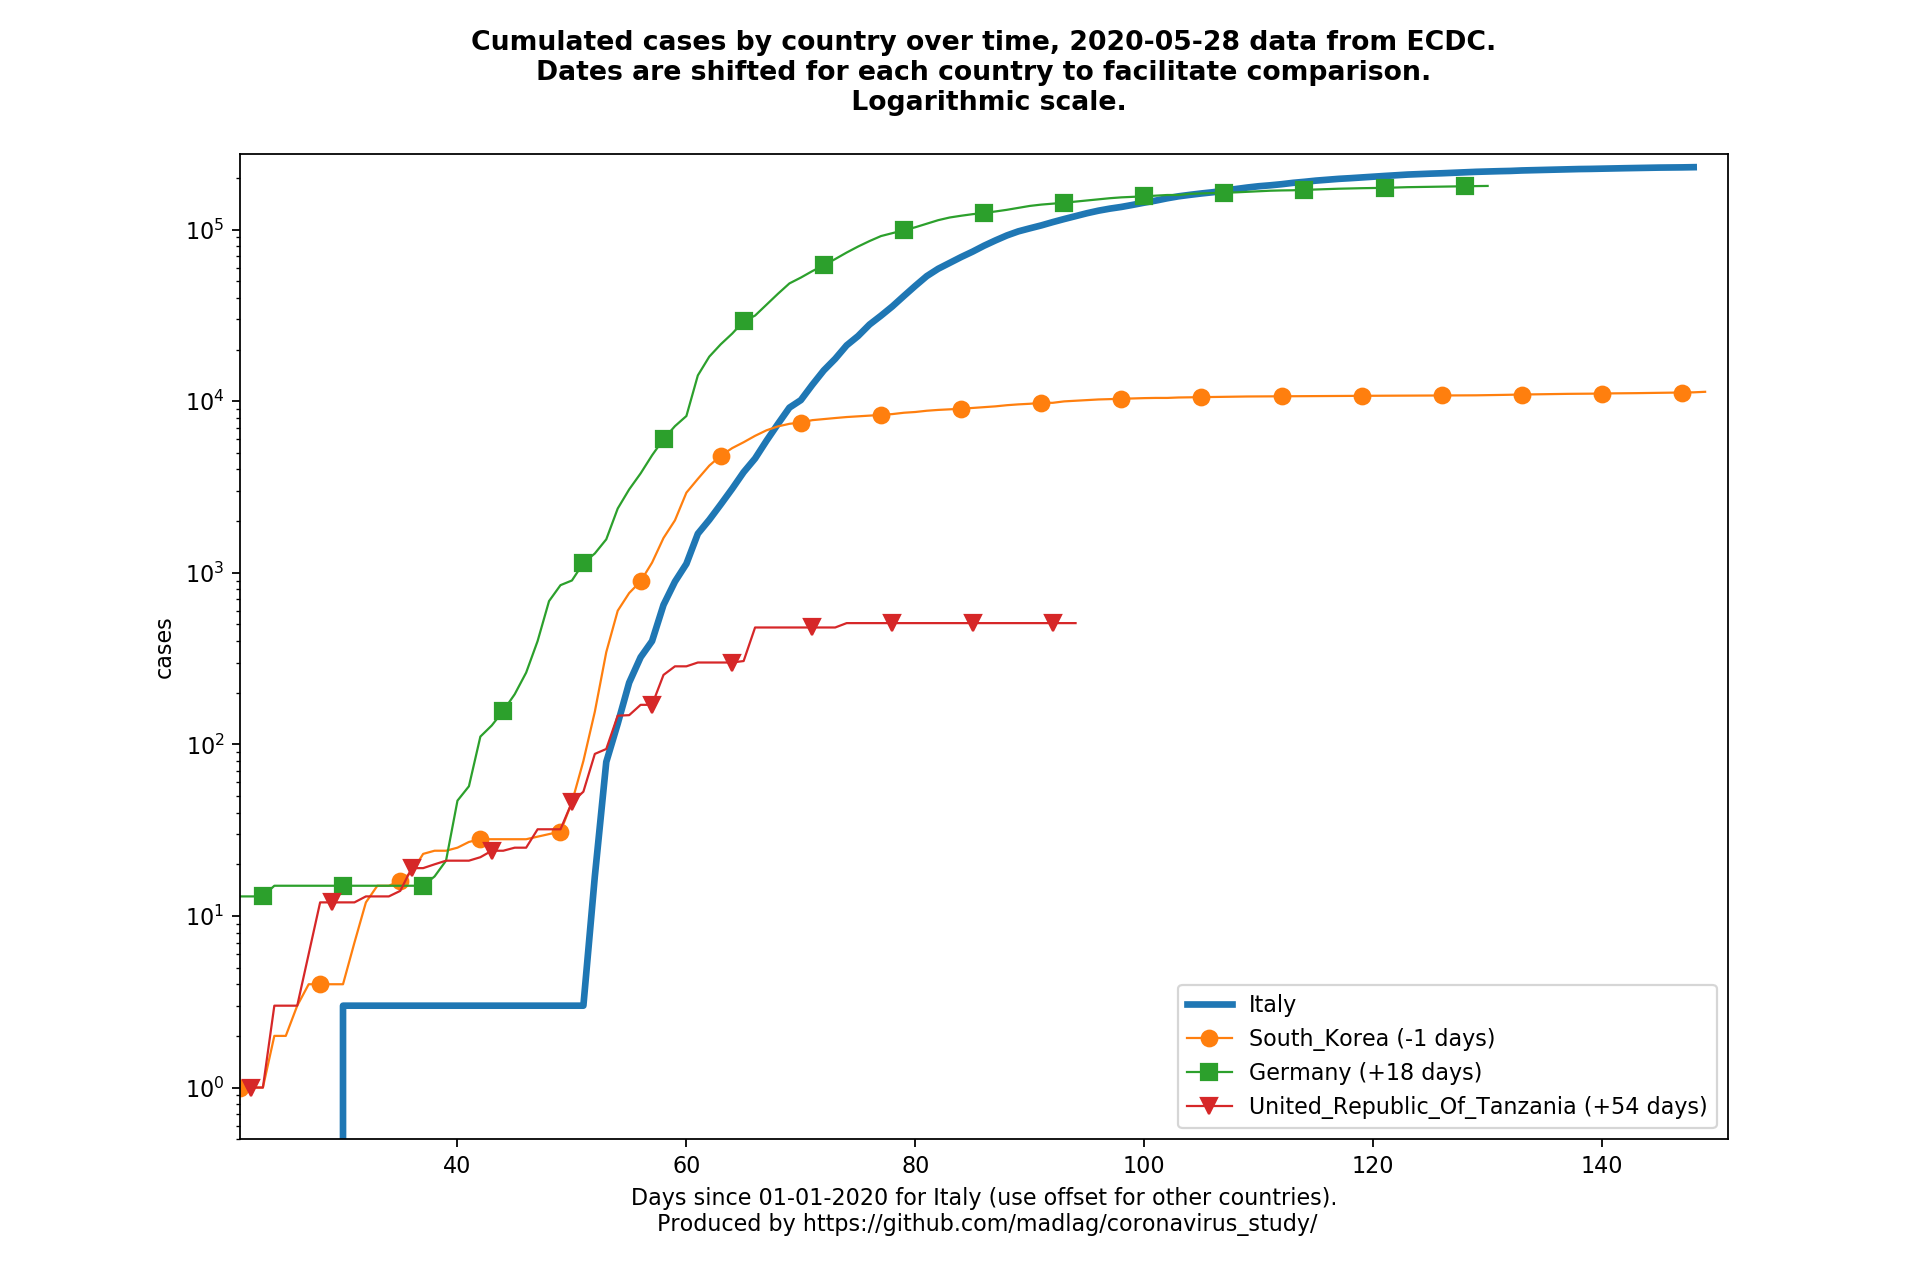 Cumulated cases by country over time, 2020-05-28 data from ECDC.
Dates are shifted for each country to facilitate comparison.
Logarithmic scale.
cases
10^5
10^4
10^3
10^2
10^1
10^0
40 60 80 100 120 140
Italy
South_Korea (-1 days)
Germany (+18 days)
United_Republic_Of_Tanzania (+54 days)
Days since 01-01-2020 for Italy (use offset for other countries).
Produced by https://github.com/madlag/coronavirus_study/